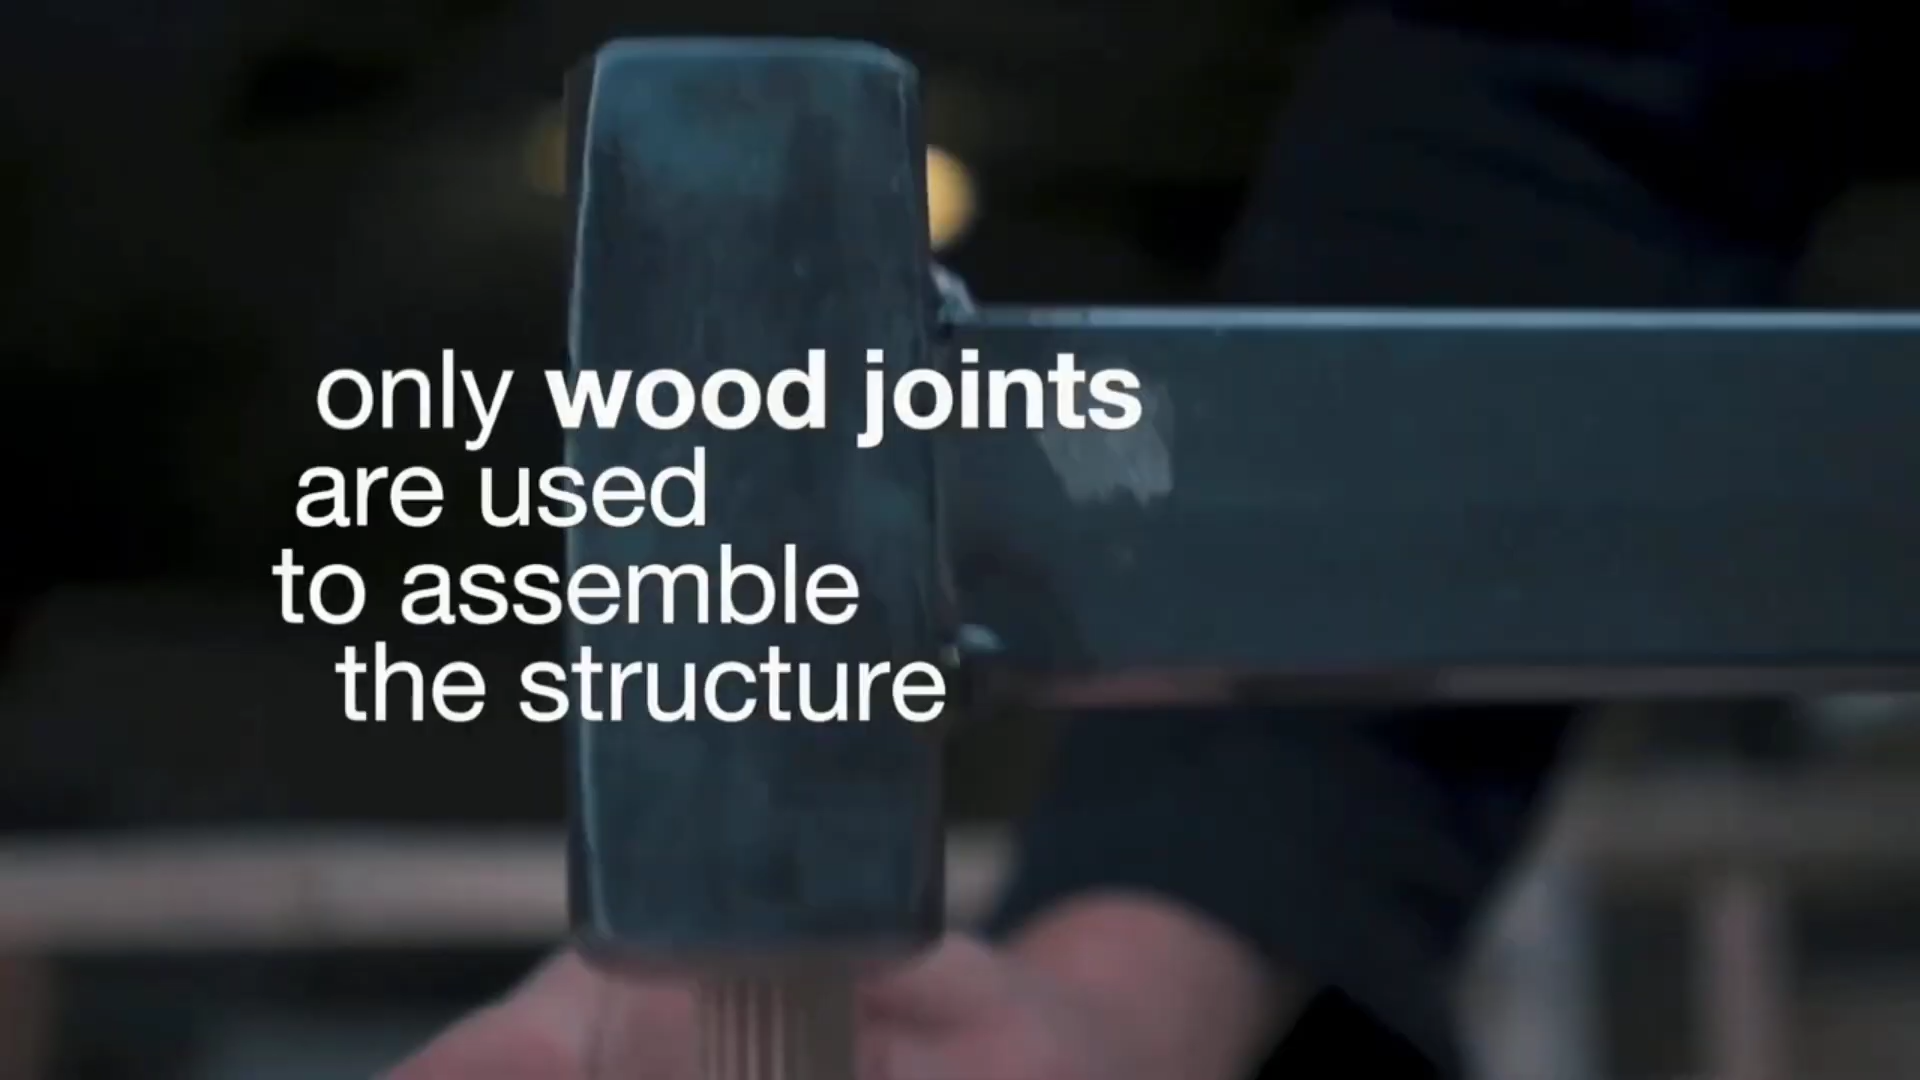 only wood joints
are used
to assemble
the structure